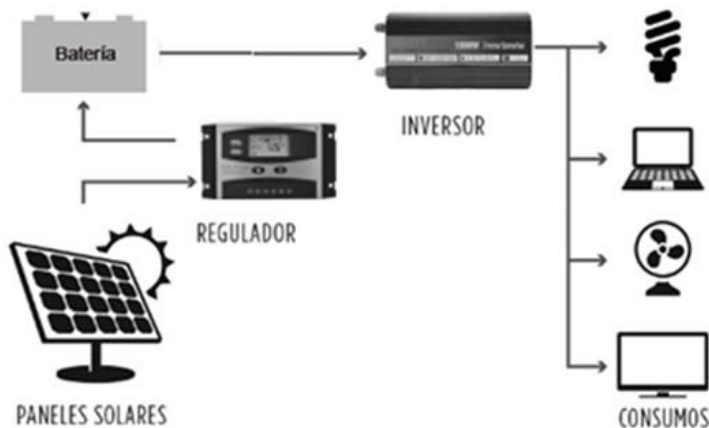 Batería
INVERSOR
REGULADOR
PANELES SOLARES
CONSUMOS